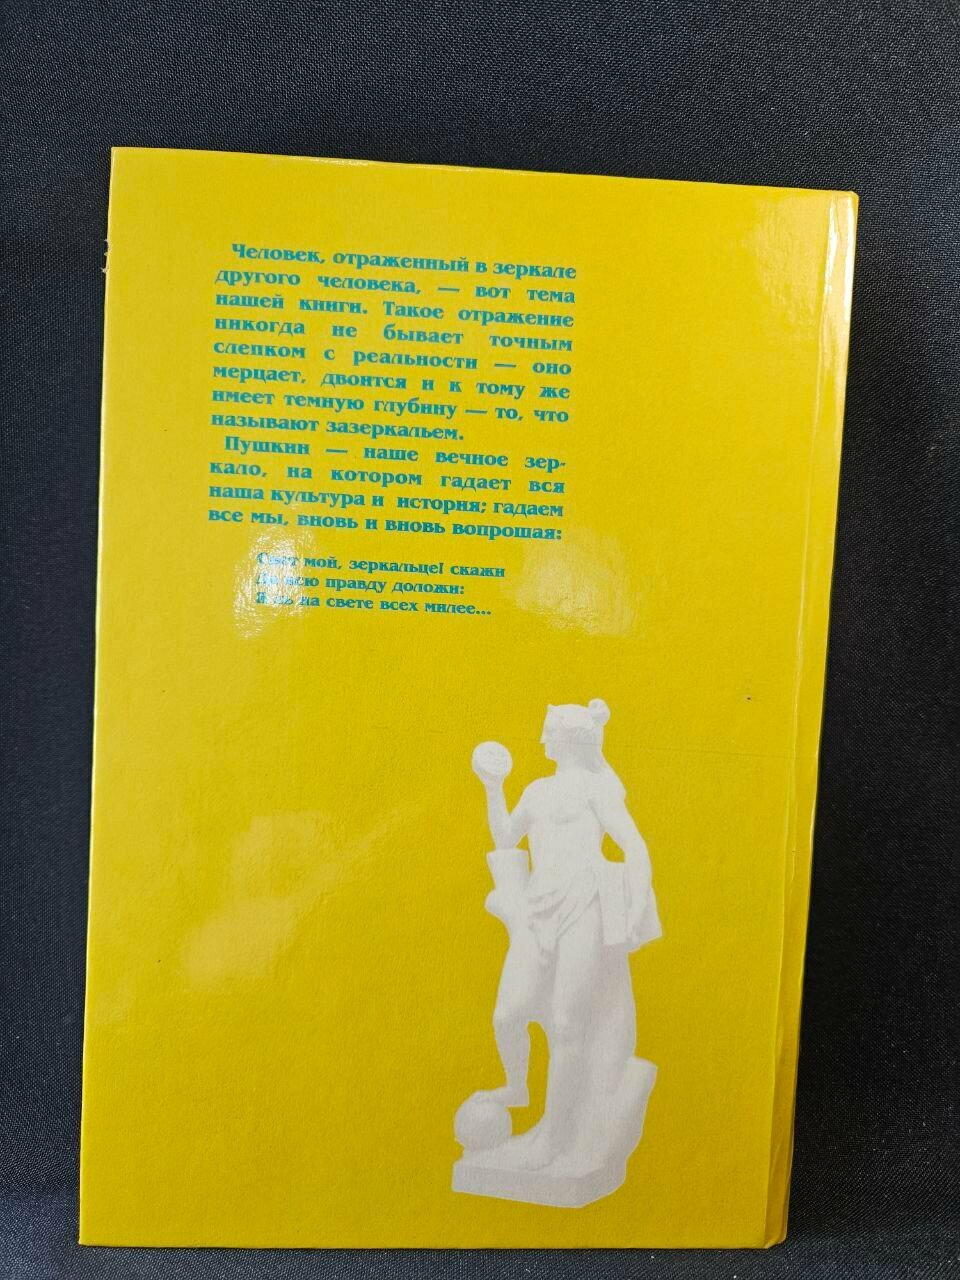 Человек, отраженный в зеркале
другого человека, — вот тема
нашей книги. Такое отражение
никогда не бывает точным
слепком с реальности — оно
мерцает, двоится и к тому же
имеет темную глубину — то, что
называют зазеркальем.
Пушкин — наше вечное зер-
кало, на котором гадает вся
наша культура и история; гадаем
все мы, вновь и вновь вопрошая:
Свет мой, зеркальце! скажи
Да всю правду доложи:
Я ль на свете всех милее...